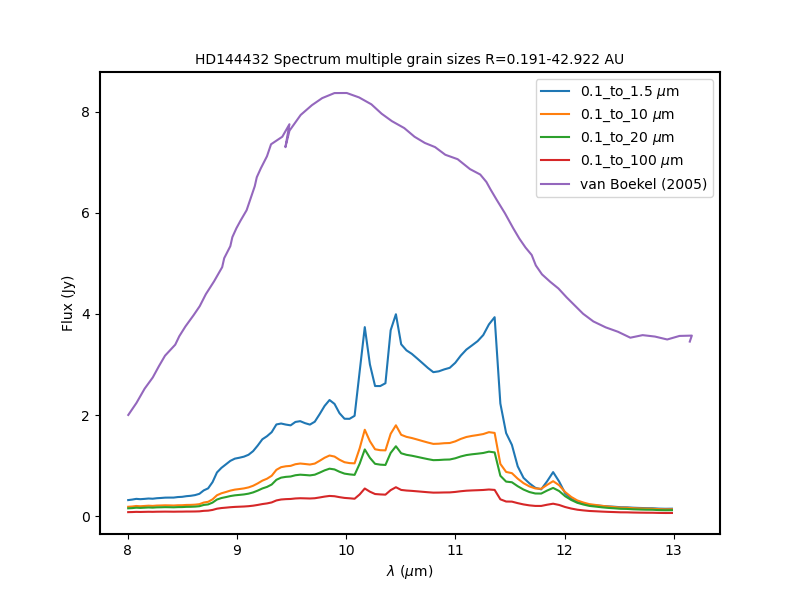 HD144432 Spectrum multiple grain sizes R=0.191-42.922 AU
0.1_to_1.5 μm
0.1_to_10 μm
0.1_to_20 μm
0.1_to_100 μm
van Boekel (2005)
Flux (Jy)
8
6
4
2
0
8 9 10 11 12 13
λ (μm)